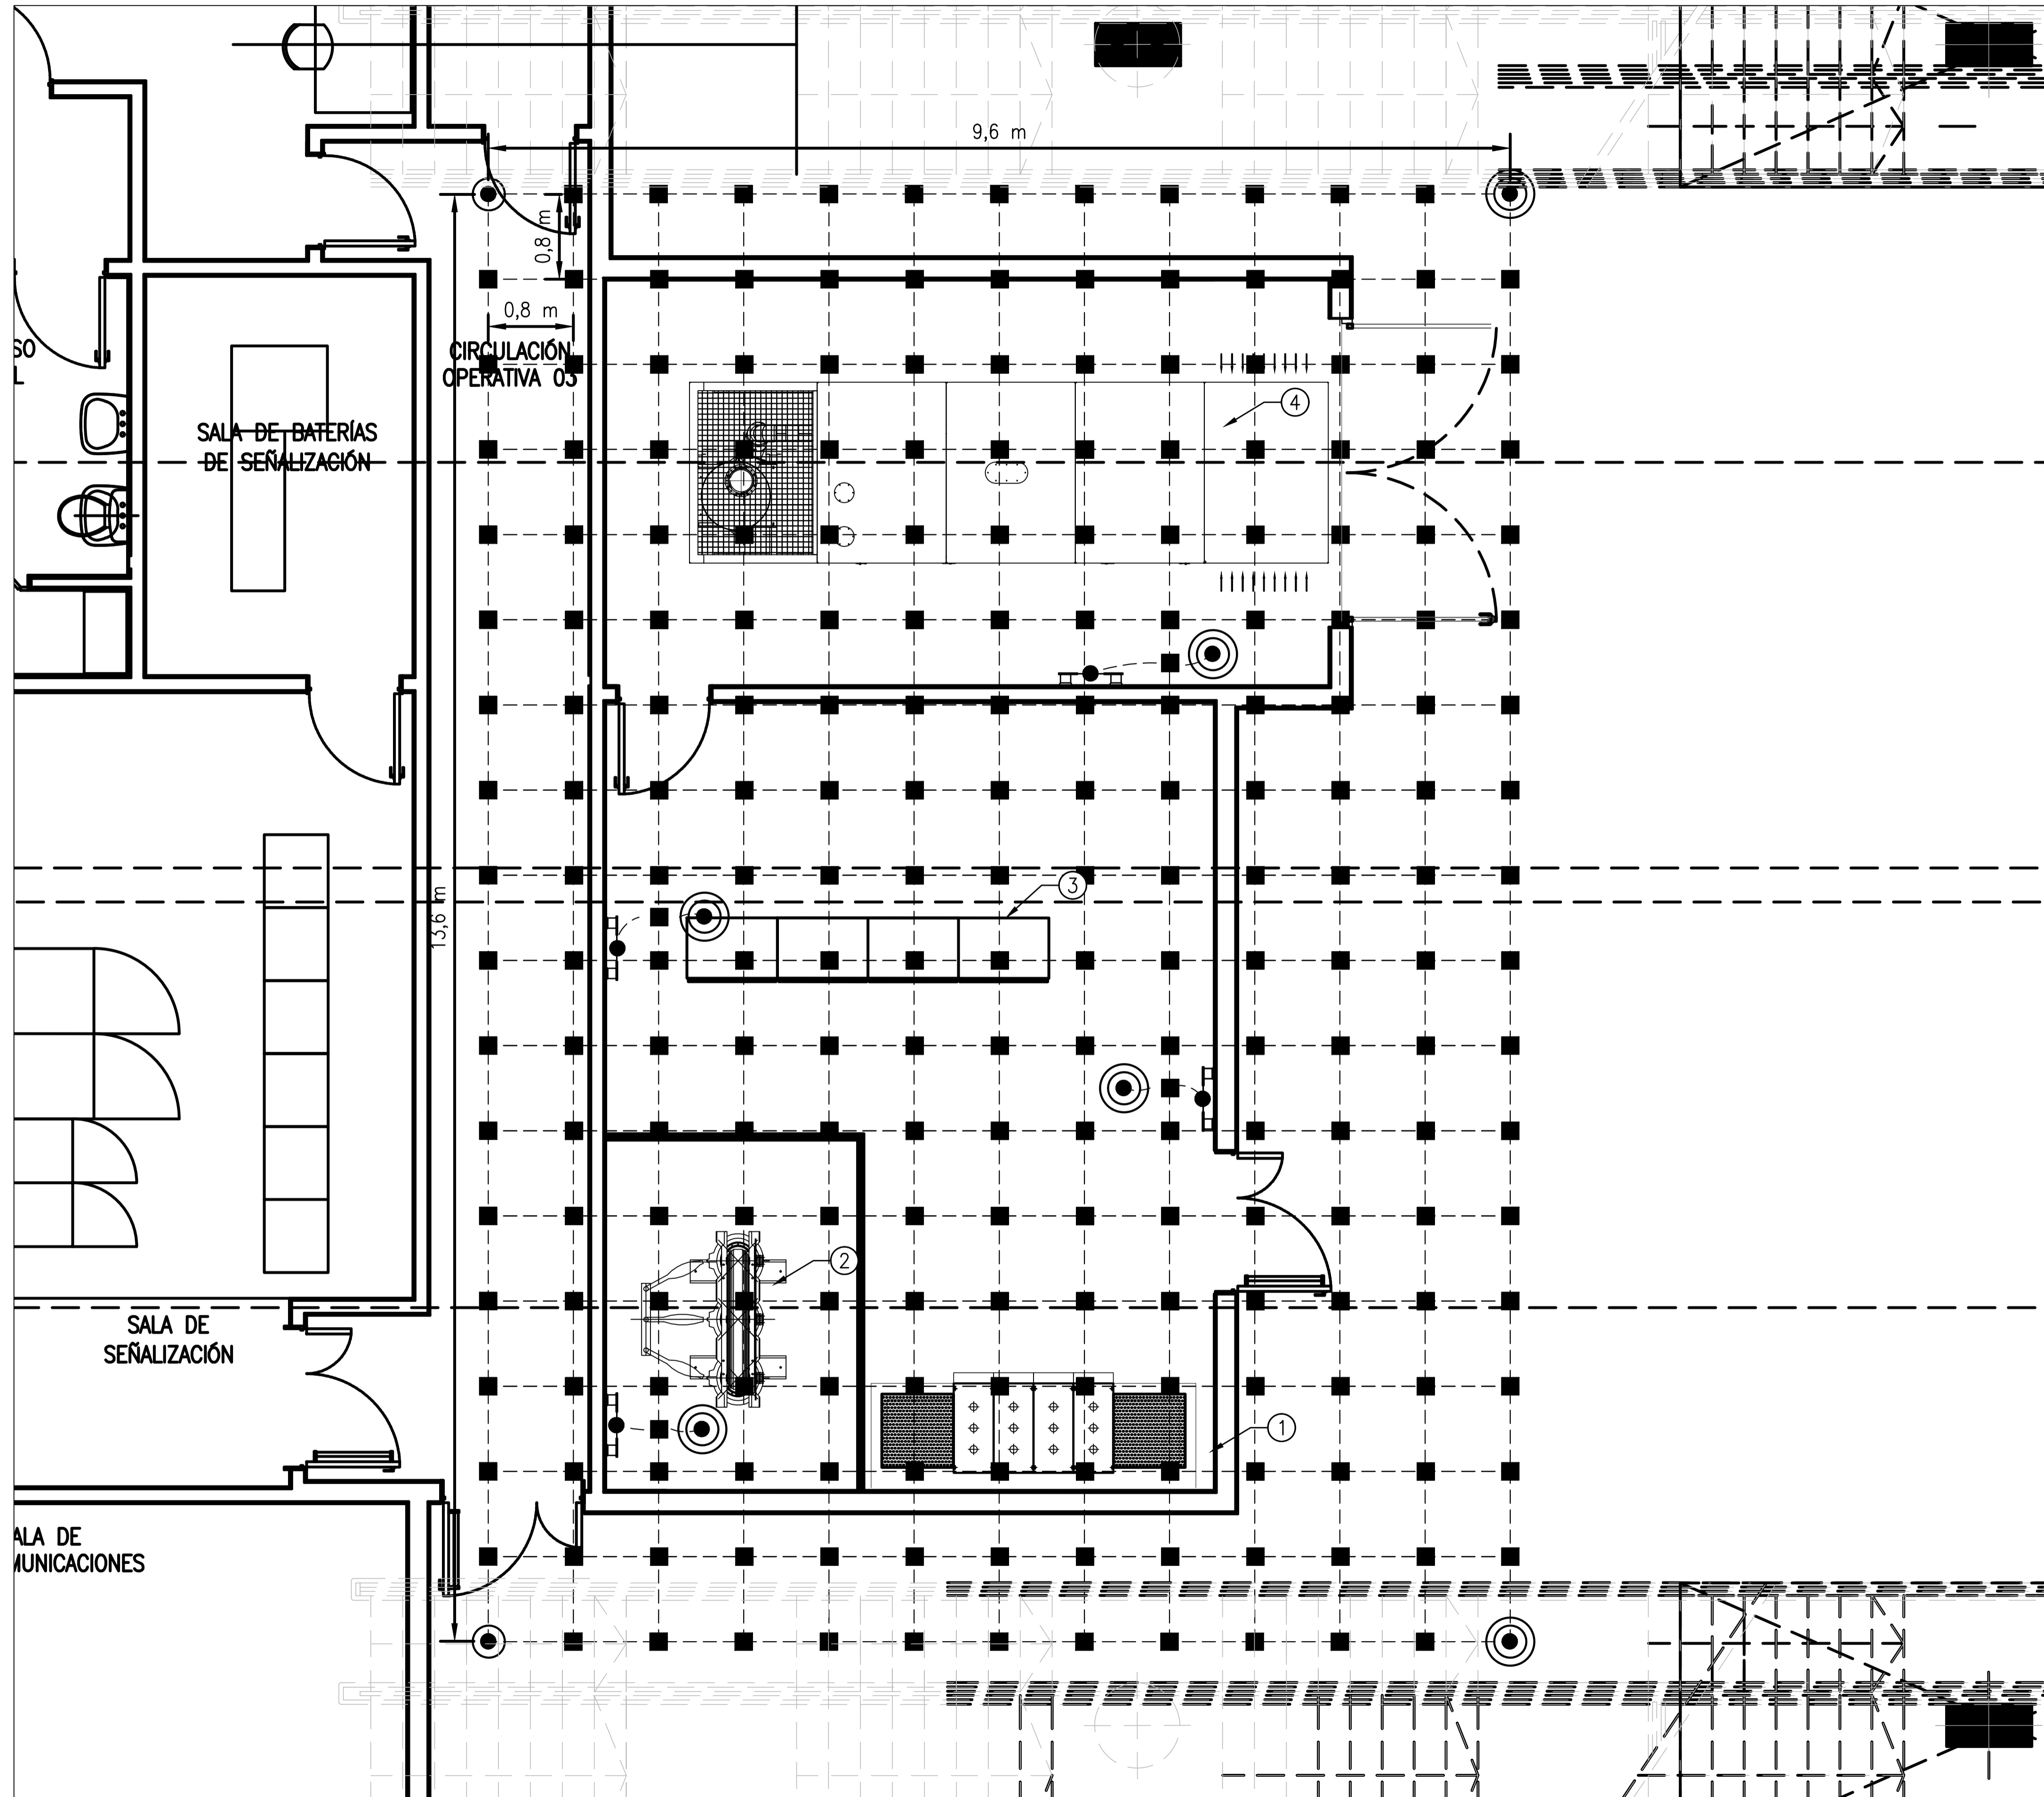 9,6 m
0,8 m
0,8 m
SO
L
CIRCULACIÓN
OPERATIVA 03
4
SALA DE BATERÍAS
DE SEÑALIZACIÓN
3
13,6 m
2
SALA DE
SEÑALIZACIÓN
1
ALA DE
MUNICACIONES